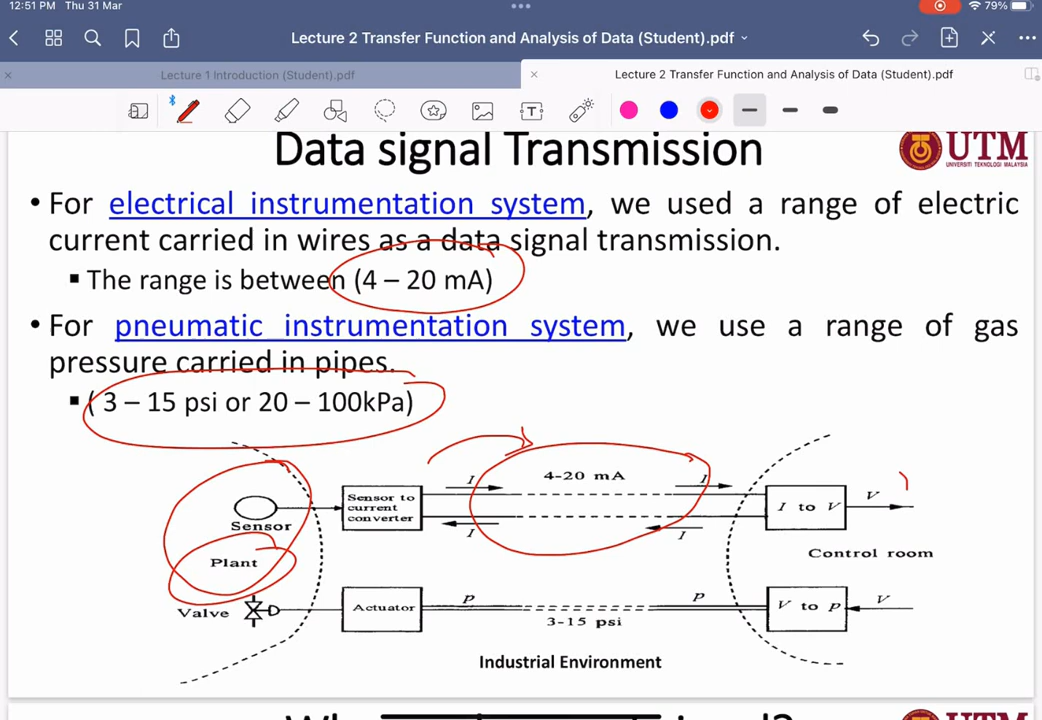 12:51 PM Thu 31 Mar
79%
Lecture 2 Transfer Function and Analysis of Data (Student).pdf
Lecture 1 Introduction (Student).pdf
Lecture 2 Transfer Function and Analysis of Data (Student).pdf
Data signal Transmission
UTM
UNIVERSITI TEKNOLOGI MALAYSIA
• For electrical instrumentation system, we used a range of electric
current carried in wires as a data signal transmission.
▪ The range is between (4 – 20 mA)
• For pneumatic instrumentation system, we use a range of gas
pressure carried in pipes.
▪ ( 3 – 15 psi or 20 – 100kPa)
Sensor
Plant
Valve
Sensor to
current
converter
I
I
4-20 mA
I
I
I to V
V
Control room
Actuator
P
3-15 psi
P
V to p
V
Industrial Environment
UTM